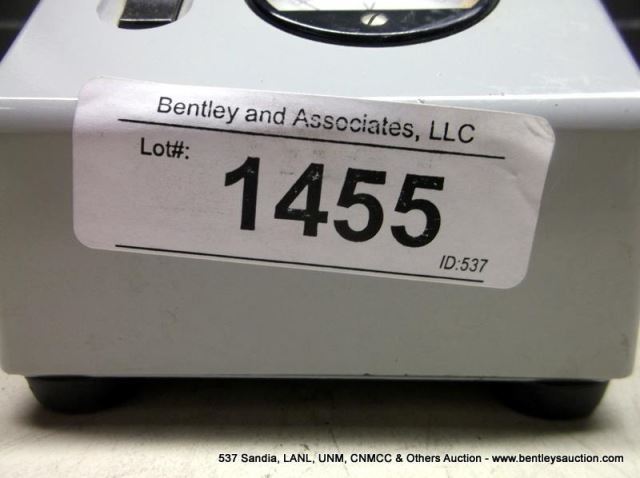 Bentley and Associates, LLC
Lot#:
1455
ID:537
537 Sandia, LANL, UNM, CNMCC & Others Auction - www.bentleysauction.com